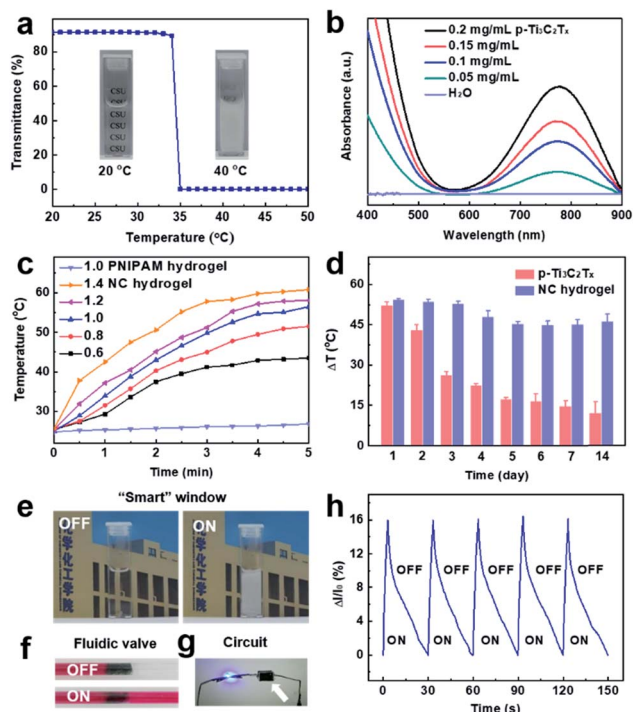 a
Transmittance (%)
100
80
60
40
20
0
CSU
CSU
CSU
CSU
CSU
CSU
20 °C
40 °C
20 25 30 35 40 45 50
Temperature (°C)
b
Absorbance (a.u.)
0.2 mg/mL p-Ti₃C₂Tₓ
0.15 mg/mL
0.1 mg/mL
0.05 mg/mL
H₂O
400 500 600 700 800 900
Wavelength (nm)
c
Temperature (°C)
60
50
40
30
1.0 PNIPAM hydrogel
1.4 NC hydrogel
1.2
1.0
0.8
0.6
0 1 2 3 4 5
Time (min)
d
ΔT (°C)
60
45
30
15
0
p-Ti₃C₂Tₓ
NC hydrogel
1 2 3 4 5 6 7 14
Time (day)
e
"Smart" window
OFF
ON
化学化工学院
f
Fluidic valve
OFF
ON
g
Circuit
h
ΔI/I₀ (%)
20
16
12
8
4
0
OFF OFF OFF OFF OFF
ON ON ON ON ON
0 30 60 90 120 150
Time (s)